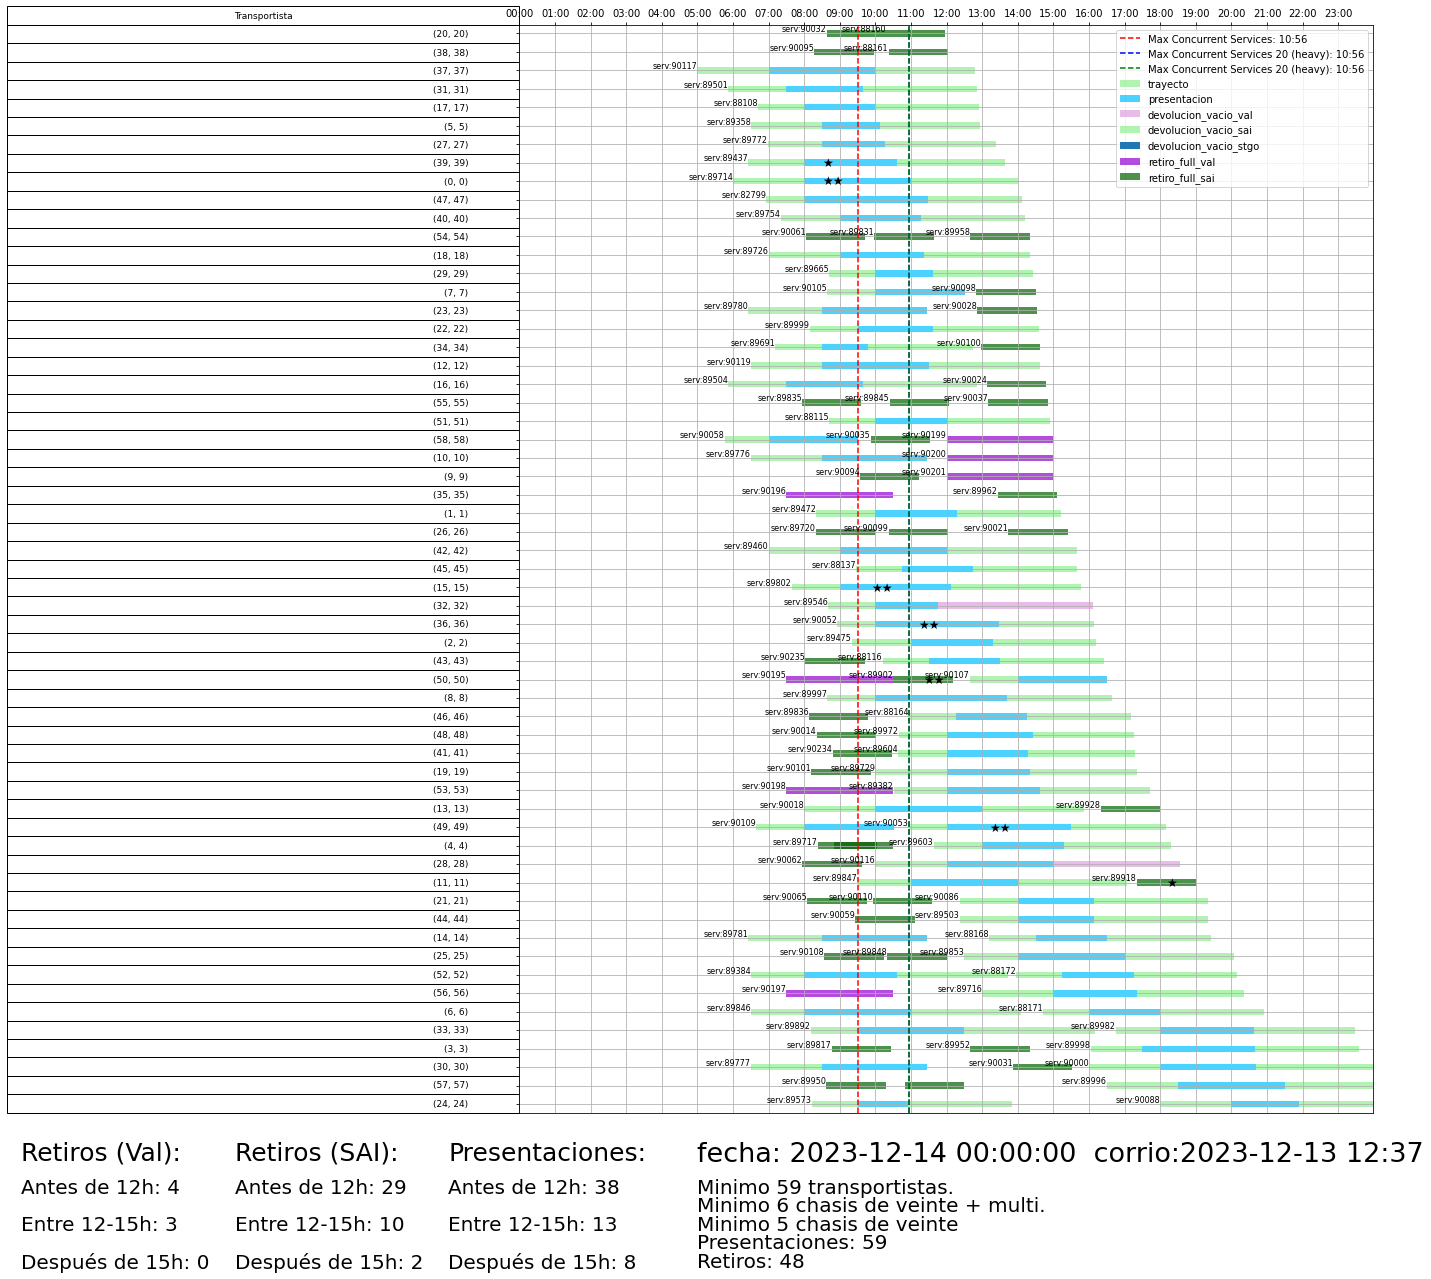 Transportista
00:00 01:00 02:00 03:00 04:00 05:00 06:00 07:00 08:00 09:00 10:00 11:00 12:00 13:00 14:00 15:00 16:00 17:00 18:00 19:00 20:00 21:00 22:00 23:00
Max Concurrent Services: 10:56
Max Concurrent Services 20 (heavy): 10:56
Max Concurrent Services 20 (heavy): 10:56
trayecto
presentacion
devolucion_vacio_val
devolucion_vacio_sai
devolucion_vacio_stgo
retiro_full_val
retiro_full_sai
(20, 20) serv:90032 serv:88160
(38, 38) serv:90095 serv:88161
(37, 37) serv:90117
(31, 31) serv:89501
(17, 17) serv:88108
(5, 5) serv:89358
(27, 27) serv:89772
(39, 39) serv:89437
(0, 0) serv:89714
(47, 47) serv:82799
(40, 40) serv:89754
(54, 54) serv:90061 serv:89831 serv:89958
(18, 18) serv:89726
(29, 29) serv:89665
(7, 7) serv:90105 serv:90098
(23, 23) serv:89780 serv:90028
(22, 22) serv:89999
(34, 34) serv:89691 serv:90100
(12, 12) serv:90119
(16, 16) serv:89504 serv:90024
(55, 55) serv:89835 serv:89845 serv:90037
(51, 51) serv:88115
(58, 58) serv:90058 serv:90035 serv:90199
(10, 10) serv:89776 serv:90200
(9, 9) serv:90094 serv:90201
(35, 35) serv:90196 serv:89962
(1, 1) serv:89472
(26, 26) serv:89720 serv:90099 serv:90021
(42, 42) serv:89460
(45, 45) serv:88137
(15, 15) serv:89802
(32, 32) serv:89546
(36, 36) serv:90052
(2, 2) serv:89475
(43, 43) serv:90235 serv:88116
(50, 50) serv:90195 serv:89902 serv:90107
(8, 8) serv:89997
(46, 46) serv:89836 serv:88164
(48, 48) serv:90014 serv:89972
(41, 41) serv:90234 serv:89604
(19, 19) serv:90101 serv:89729
(53, 53) serv:90198 serv:89382
(13, 13) serv:90018 serv:89928
(49, 49) serv:90109 serv:90053
(4, 4) serv:89717 serv:89603
(28, 28) serv:90062 serv:90116
(11, 11) serv:89847 serv:89918
(21, 21) serv:90065 serv:90110 serv:90086
(44, 44) serv:90059 serv:89503
(14, 14) serv:89781 serv:88168
(25, 25) serv:90108 serv:89848 serv:89853
(52, 52) serv:89384 serv:88172
(56, 56) serv:90197 serv:89716
(6, 6) serv:89846 serv:88171
(33, 33) serv:89892 serv:89982
(3, 3) serv:89817 serv:89952 serv:89998
(30, 30) serv:89777 serv:90031 serv:90000
(57, 57) serv:89950 serv:89996
(24, 24) serv:89573 serv:90088
Retiros (Val):
Antes de 12h: 4
Entre 12-15h: 3
Después de 15h: 0
Retiros (SAI):
Antes de 12h: 29
Entre 12-15h: 10
Después de 15h: 2
Presentaciones:
Antes de 12h: 38
Entre 12-15h: 13
Después de 15h: 8
fecha: 2023-12-14 00:00:00 corrio:2023-12-13 12:37
Minimo 59 transportistas.
Minimo 6 chasis de veinte + multi.
Minimo 5 chasis de veinte
Presentaciones: 59
Retiros: 48